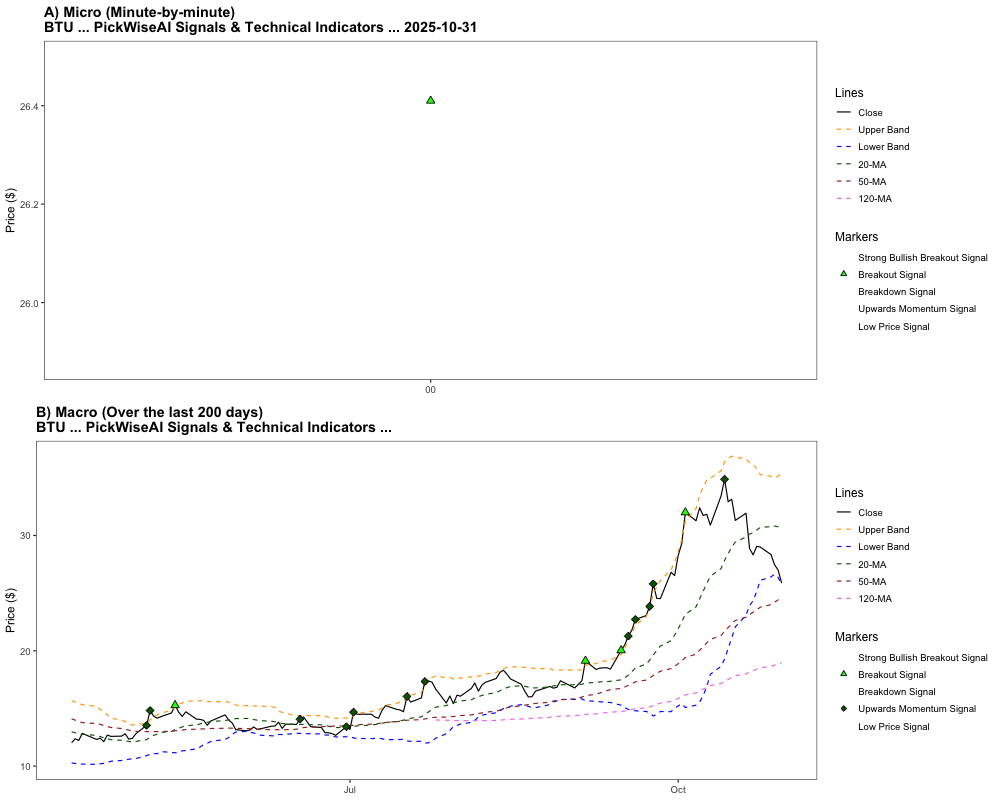 A) Micro (Minute-by-minute)
BTU ... PickWiseAI Signals & Technical Indicators ... 2025-10-31
Price ($)
26.4
26.2
26.0
00
Lines
Close
Upper Band
Lower Band
20-MA
50-MA
120-MA
Markers
Strong Bullish Breakout Signal
Breakout Signal
Breakdown Signal
Upwards Momentum Signal
Low Price Signal
B) Macro (Over the last 200 days)
BTU ... PickWiseAI Signals & Technical Indicators ...
Price ($)
30
20
10
Jul
Oct
Lines
Close
Upper Band
Lower Band
20-MA
50-MA
120-MA
Markers
Strong Bullish Breakout Signal
Breakout Signal
Breakdown Signal
Upwards Momentum Signal
Low Price Signal